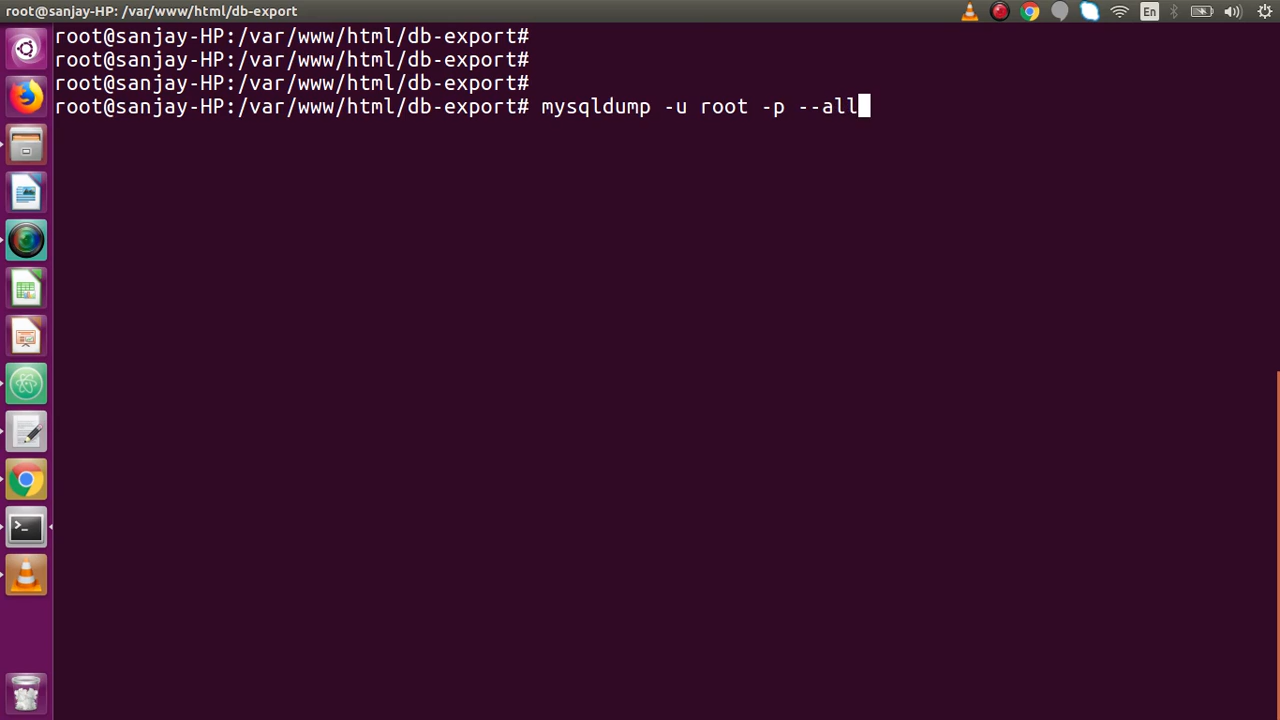 root@sanjay-HP: /var/www/html/db-export
En
root@sanjay-HP:/var/www/html/db-export#
root@sanjay-HP:/var/www/html/db-export#
root@sanjay-HP:/var/www/html/db-export#
root@sanjay-HP:/var/www/html/db-export# mysqldump -u root -p --all
>_